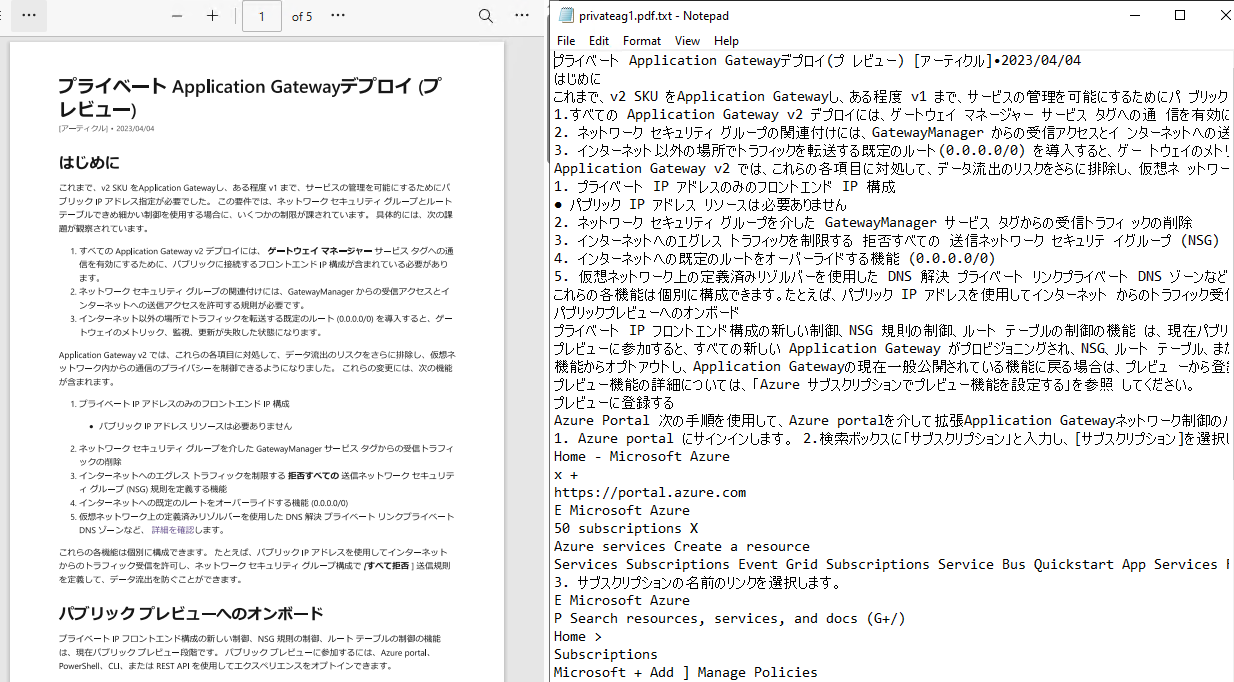 1 of 5
プライベート Application Gatewayデプロイ (プ
レビュー)
[アーティクル] • 2023/04/04
はじめに
これまで、v2 SKU をApplication Gatewayし、ある程度 v1 まで、サービスの管理を可能にするためにパ
ブリック IP アドレス指定が必要でした。 この要件では、ネットワーク セキュリティ グループとルート
テーブルできめ細かい制御を使用する場合に、いくつかの制限が課されています。 具体的には、次の課
題が観察されています。
1. すべての Application Gateway v2 デプロイには、 ゲートウェイ マネージャー サービス タグへの通
信を有効にするために、パブリックに接続するフロントエンド IP 構成が含まれている必要があり
ます。
2. ネットワーク セキュリティ グループの関連付けには、GatewayManager からの受信アクセスとイ
ンターネットへの送信アクセスを許可する規則が必要です。
3. インターネット以外の場所でトラフィックを転送する既定のルート (0.0.0.0/0) を導入すると、ゲー
トウェイのメトリック、監視、更新が失敗した状態になります。
Application Gateway v2 では、これらの各項目に対処して、データ流出のリスクをさらに排除し、仮想ネ
ットワーク内からの通信のプライバシーを制御できるようになりました。 これらの変更には、次の機能
が含まれます。
1. プライベート IP アドレスのみのフロントエンド IP 構成
• パブリック IP アドレス リソースは必要ありません
2. ネットワーク セキュリティ グループを介した GatewayManager サービス タグからの受信トラフィ
ックの削除
3. インターネットへのエグレス トラフィックを制限する 拒否すべての 送信ネットワーク セキュリテ
ィ グループ (NSG) 規則を定義する機能
4. インターネットへの既定のルートをオーバーライドする機能 (0.0.0.0/0)
5. 仮想ネットワーク上の定義済みリゾルバーを使用した DNS 解決 プライベート リンクプライベート
DNS ゾーンなど、 詳細を確認します。
これらの各機能は個別に構成できます。 たとえば、パブリック IP アドレスを使用してインターネット
からのトラフィック受信を許可し、ネットワーク セキュリティ グループ構成で [すべて拒否 ] 送信規則
を定義して、データ流出を防ぐことができます。
パブリック プレビューへのオンボード
プライベート IP フロントエンド構成の新しい制御、NSG 規則の制御、ルート テーブルの制御の機能
は、現在パブリック プレビュー段階です。 パブリック プレビューに参加するには、Azure portal、
PowerShell、CLI、または REST API を使用してエクスペリエンスをオプトインできます。
privateag1.pdf.txt - Notepad
File Edit Format View Help
プライベート Application Gatewayデプロイ(プ レビュー) [アーティクル]•2023/04/04
はじめに
これまで、v2 SKU をApplication Gatewayし、ある程度 v1 まで、サービスの管理を可能にするためにパ ブリック
1.すべての Application Gateway v2 デプロイには、ゲートウェイ マネージャー サービス タグへの通 信を有効に
2. ネットワーク セキュリティ グループの関連付けには、GatewayManager からの受信アクセスとイ ンターネットへの送
3. インターネット以外の場所でトラフィックを転送する既定のルート(0.0.0.0/0) を導入すると、ゲー トウェイのメトリ
Application Gateway v2 では、これらの各項目に対処して、データ流出のリスクをさらに排除し、仮想ネ ットワー
1. プライベート IP アドレスのみのフロントエンド IP 構成
● パブリック IP アドレス リソースは必要ありません
2. ネットワーク セキュリティ グループを介した GatewayManager サービス タグからの受信トラフィ ックの削除
3. インターネットへのエグレス トラフィックを制限する 拒否すべての 送信ネットワーク セキュリテ ィグループ (NSG)
4. インターネットへの既定のルートをオーバーライドする機能 (0.0.0.0/0)
5. 仮想ネットワーク上の定義済みリゾルバーを使用した DNS 解決 プライベート リンクプライベート DNS ゾーンなど
これらの各機能は個別に構成できます。たとえば、パブリック IP アドレスを使用してインターネット からのトラフィック受信
パブリックプレビューへのオンボード
プライベート IP フロントエンド構成の新しい制御、NSG 規則の制御、ルート テーブルの制御の機能 は、現在パブリ
プレビューに参加すると、すべての新しい Application Gateway がプロビジョニングされ、NSG、ルート テーブル、また
機能からオプトアウトし、Application Gatewayの現在一般公開されている機能に戻る場合は、プレビュ ーから登
プレビュー機能の詳細については、「Azure サブスクリプションでプレビュー機能を設定する」を参照 してください。
プレビューに登録する
Azure Portal 次の手順を使用して、Azure portalを介して拡張Application Gatewayネットワーク制御の
1. Azure portal にサインインします。 2.検索ボックスに「サブスクリプション」と入力し、[サブスクリプション]を選択
Home - Microsoft Azure
x +
https://portal.azure.com
E Microsoft Azure
50 subscriptions X
Azure services Create a resource
Services Subscriptions Event Grid Subscriptions Service Bus Quickstart App Services
3. サブスクリプションの名前のリンクを選択します。
E Microsoft Azure
P Search resources, services, and docs (G+/)
Home >
Subscriptions
Microsoft + Add ] Manage Policies